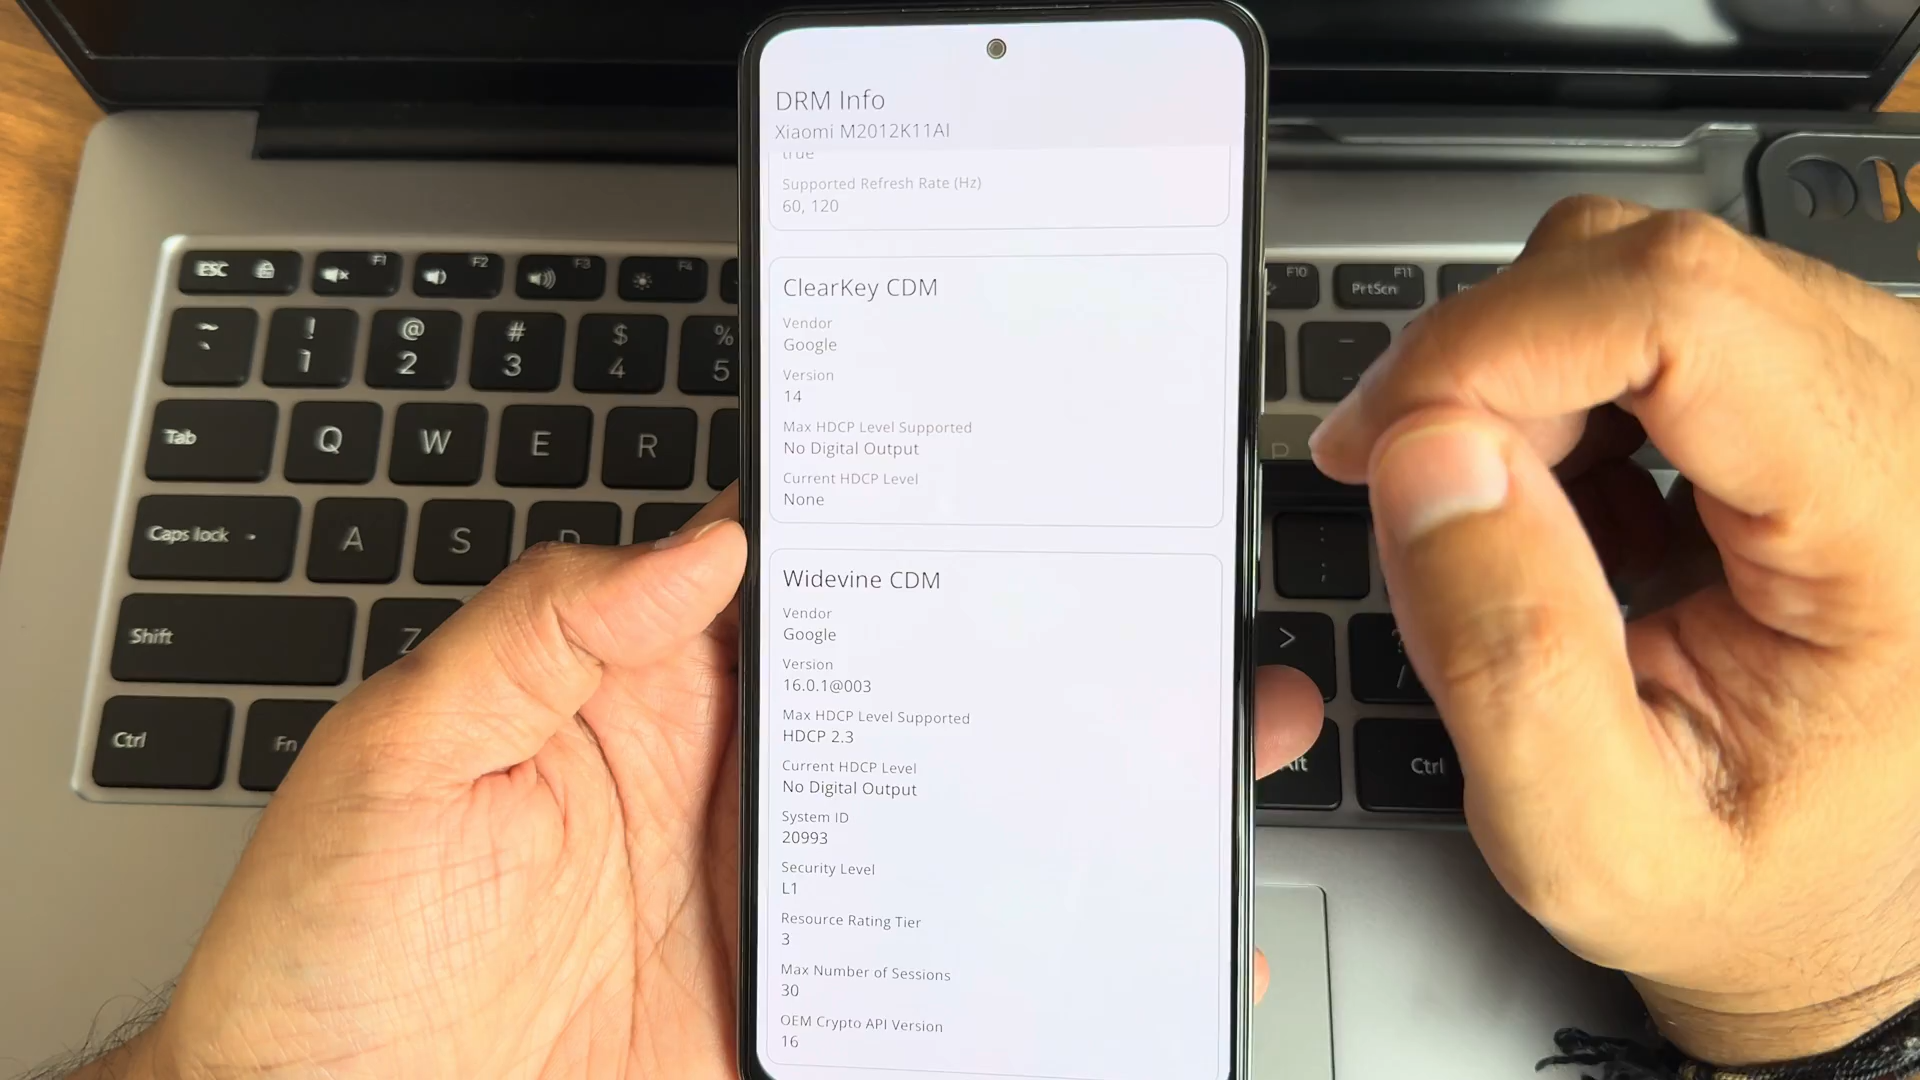 DRM Info
Xiaomi M2012K11AI
true
Supported Refresh Rate (Hz)
60, 120
ClearKey CDM
Vendor
Google
Version
14
Max HDCP Level Supported
No Digital Output
Current HDCP Level
None
Widevine CDM
Vendor
Google
Version
16.0.1@003
Max HDCP Level Supported
HDCP 2.3
Current HDCP Level
No Digital Output
System ID
20993
Security Level
L1
Resource Rating Tier
3
Max Number of Sessions
30
OEM Crypto API Version
16
ESC
F1
F2
F3
F4
F10
F11
PrtScn
~ `
! 1
@ 2
# 3
$ 4
% 5
Tab
Q
W
E
R
P
Caps lock
A
S
D
Shift
Z
>
Ctrl
Fn
Alt
Ctrl